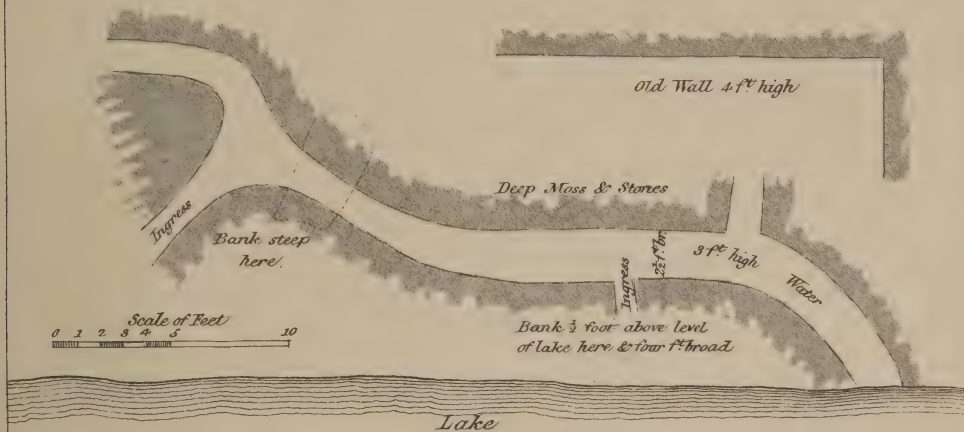 Old Wall 4 ft. high
Deep Moss & Stones
Ingress
Bank steep
here.
2½ ft. br.
3 ft. high
Ingress
Water
Scale of Feet
0 1 2 3 4 5 10
Bank ½ foot above level
of lake here & four ft. broad
Lake